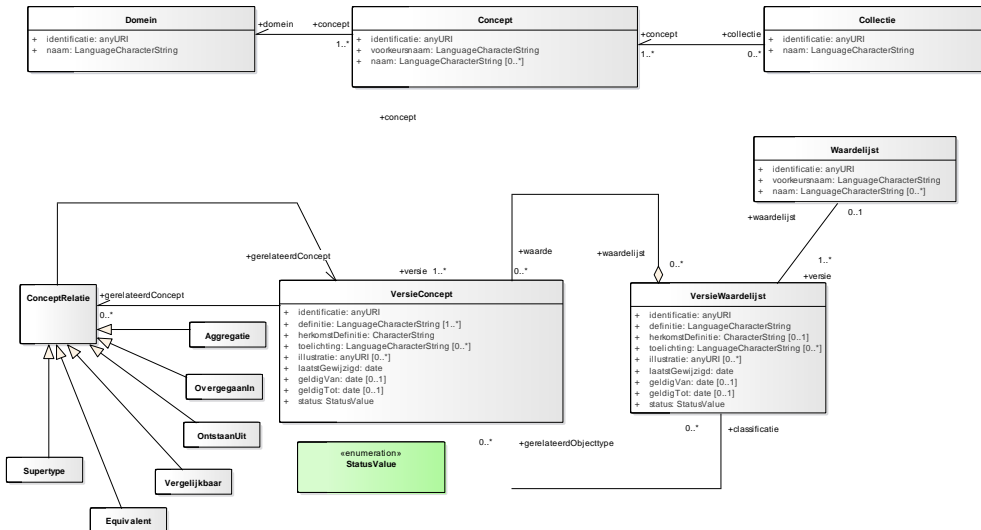 Domein
+ identificatie: anyURI
+ naam: LanguageCharacterString
+domein
+concept
1..*
Concept
+ identificatie: anyURI
+ voorkeursnaam: LanguageCharacterString
+ naam: LanguageCharacterString [0..*]
+concept
1..*
+collectie
0..*
Collectie
+ identificatie: anyURI
+ naam: LanguageCharacterString
+concept
Waardelijst
+ identificatie: anyURI
+ voorkeursnaam: LanguageCharacterString
+ naam: LanguageCharacterString [0..*]
+waardelijst
0..1
1..*
+versie
+gerelateerdConcept
+versie 1..*
+waarde
0..*
+waardelijst
0..*
ConceptRelatie
+gerelateerdConcept
0..*
VersieConcept
+ identificatie: anyURI
+ definitie: LanguageCharacterString [1..*]
+ herkomstDefinitie: CharacterString
+ toelichting: LanguageCharacterString [0..*]
+ illustratie: anyURI [0..*]
+ laatstGewijzigd: date
+ geldigVan: date [0..1]
+ geldigTot: date [0..1]
+ status: StatusValue
VersieWaardelijst
+ identificatie: anyURI
+ definitie: LanguageCharacterString
+ herkomstDefinitie: CharacterString [0..1]
+ toelichting: LanguageCharacterString [0..*]
+ illustratie: anyURI [0..*]
+ laatstGewijzigd: date
+ geldigVan: date [0..1]
+ geldigTot: date [0..1]
+ status: StatusValue
Aggregatie
OvergegaanIn
OntstaanUit
Vergelijkbaar
Supertype
Equivalent
«enumeration»
StatusValue
0..*
+gerelateerdObjecttype
0..*
+classificatie